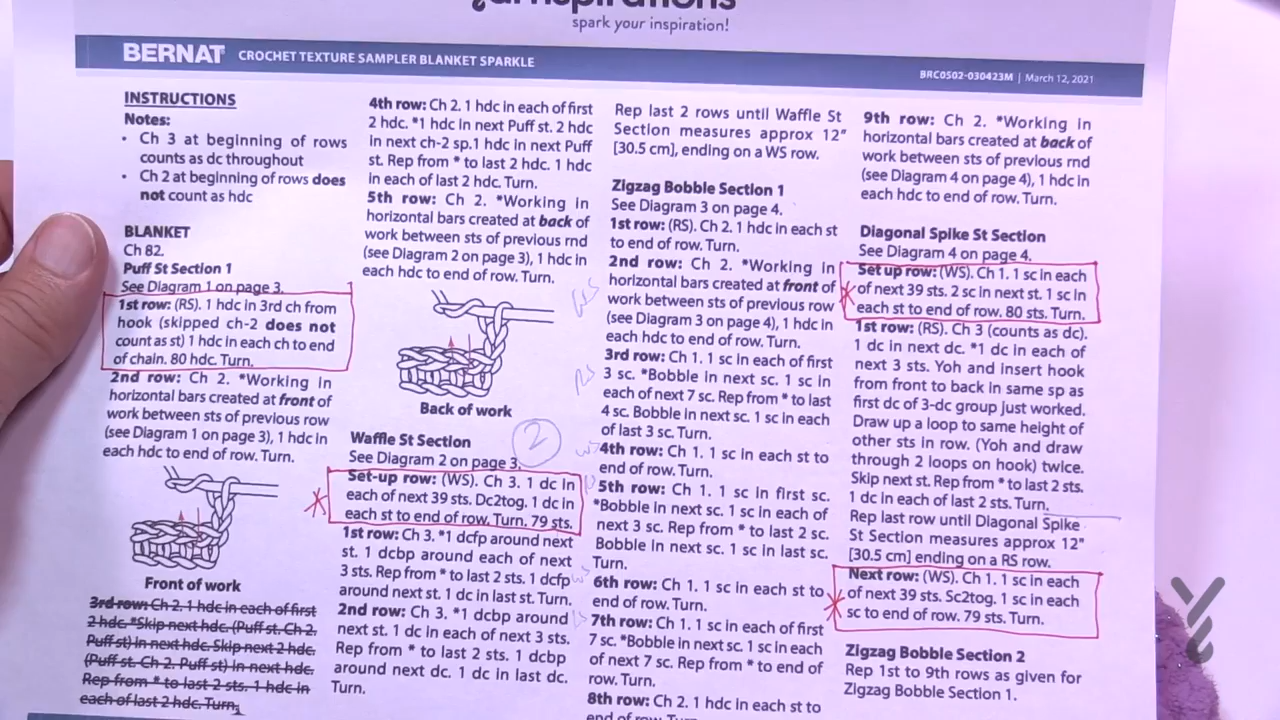 spark your inspiration!
BERNAT CROCHET TEXTURE SAMPLER BLANKET SPARKLE
BRC0502-030423M | March 12, 2021
INSTRUCTIONS
Notes:
• Ch 3 at beginning of rows
counts as dc throughout
• Ch 2 at beginning of rows does
not count as hdc
BLANKET
Ch 82.
Puff St Section 1
See Diagram 1 on page 3.
1st row: (RS). 1 hdc in 3rd ch from
hook (skipped ch-2 does not
count as st) 1 hdc in each ch to end
of chain. 80 hdc. Turn.
2nd row: Ch 2. *Working in
horizontal bars created at front of
work between sts of previous row
(see Diagram 1 on page 3), 1 hdc in
each hdc to end of row. Turn.
Front of work
3rd row: Ch 2. 1 hdc in each of first
2 hdc. *Skip next hdc. (Puff st. Ch 2.
Puff st) in next hdc. Skip next 2 hdc.
(Puff st. Ch 2. Puff st) in next hdc.
Rep from * to last 2 sts. 1 hdc in
each of last 2 hdc. Turn.
4th row: Ch 2. 1 hdc in each of first
2 hdc. *1 hdc in next Puff st. 2 hdc
in next ch-2 sp.1 hdc in next Puff
st. Rep from * to last 2 hdc. 1 hdc
in each of last 2 hdc. Turn.
5th row: Ch 2. *Working in
horizontal bars created at back of
work between sts of previous rnd
(see Diagram 2 on page 3), 1 hdc in
each hdc to end of row. Turn.
Back of work
2
Waffle St Section
See Diagram 2 on page 3.
Set-up row: (WS). Ch 3. 1 dc in
each of next 39 sts. Dc2tog. 1 dc in
each st to end of row. Turn. 79 sts.
1st row: Ch 3. *1 dcfp around next
st. 1 dcbp around each of next
3 sts. Rep from * to last 2 sts. 1 dcfp
around next st. 1 dc in last st. Turn.
2nd row: Ch 3. *1 dcbp around
next st. 1 dc in each of next 3 sts.
Rep from * to last 2 sts. 1 dcbp
around next dc. 1 dc in last dc.
Turn.
Rep last 2 rows until Waffle St
Section measures approx 12"
[30.5 cm], ending on a WS row.
Zigzag Bobble Section 1
See Diagram 3 on page 4.
1st row: (RS). Ch 2. 1 hdc in each st
to end of row. Turn.
2nd row: Ch 2. *Working in
horizontal bars created at front of
work between sts of previous row
(see Diagram 3 on page 4), 1 hdc in
each hdc to end of row. Turn.
3rd row: Ch 1. 1 sc in each of first
3 sc. *Bobble in next sc. 1 sc in
each of next 7 sc. Rep from * to last
4 sc. Bobble in next sc. 1 sc in each
of last 3 sc. Turn.
4th row: Ch 1. 1 sc in each st to
end of row. Turn.
5th row: Ch 1. 1 sc in first sc.
*Bobble in next sc. 1 sc in each of
next 3 sc. Rep from * to last 2 sc.
Bobble in next sc. 1 sc in last sc.
Turn.
6th row: Ch 1. 1 sc in each st to
end of row. Turn.
7th row: Ch 1. 1 sc in each of first
7 sc. *Bobble in next sc. 1 sc in each
of next 7 sc. Rep from * to end of
row. Turn.
8th row: Ch 2. 1 hdc in each st to
end of row. Turn.
9th row: Ch 2. *Working in
horizontal bars created at back of
work between sts of previous rnd
(see Diagram 4 on page 4), 1 hdc in
each hdc to end of row. Turn.
Diagonal Spike St Section
See Diagram 4 on page 4.
Set up row: (WS). Ch 1. 1 sc in each
of next 39 sts. 2 sc in next st. 1 sc in
each st to end of row. 80 sts. Turn.
1st row: (RS). Ch 3 (counts as dc).
1 dc in next dc. *1 dc in each of
next 3 sts. Yoh and insert hook
from front to back in same sp as
first dc of 3-dc group just worked.
Draw up a loop to same height of
other sts in row. (Yoh and draw
through 2 loops on hook) twice.
Skip next st. Rep from * to last 2 sts.
1 dc in each of last 2 sts. Turn.
Rep last row until Diagonal Spike
St Section measures approx 12"
[30.5 cm] ending on a RS row.
Next row: (WS). Ch 1. 1 sc in each
of next 39 sts. Sc2tog. 1 sc in each
sc to end of row. 79 sts. Turn.
Zigzag Bobble Section 2
Rep 1st to 9th rows as given for
Zigzag Bobble Section 1.